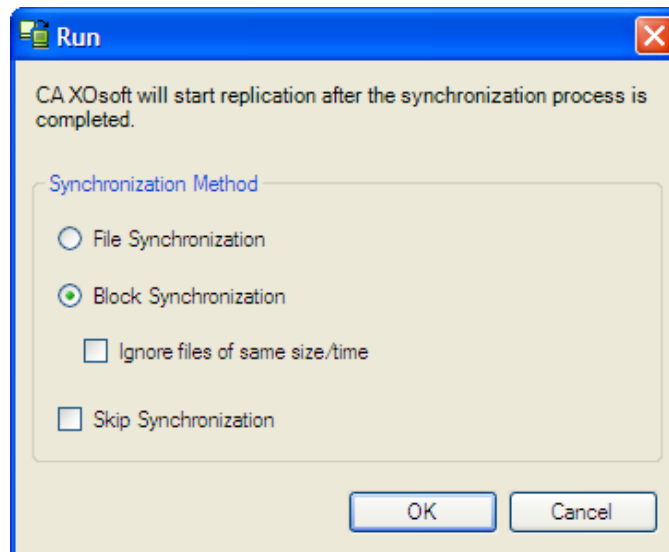 Run
CA XOsoft will start replication after the synchronization process is
completed.
Synchronization Method
File Synchronization
Block Synchronization
Ignore files of same size/time
Skip Synchronization
OK Cancel